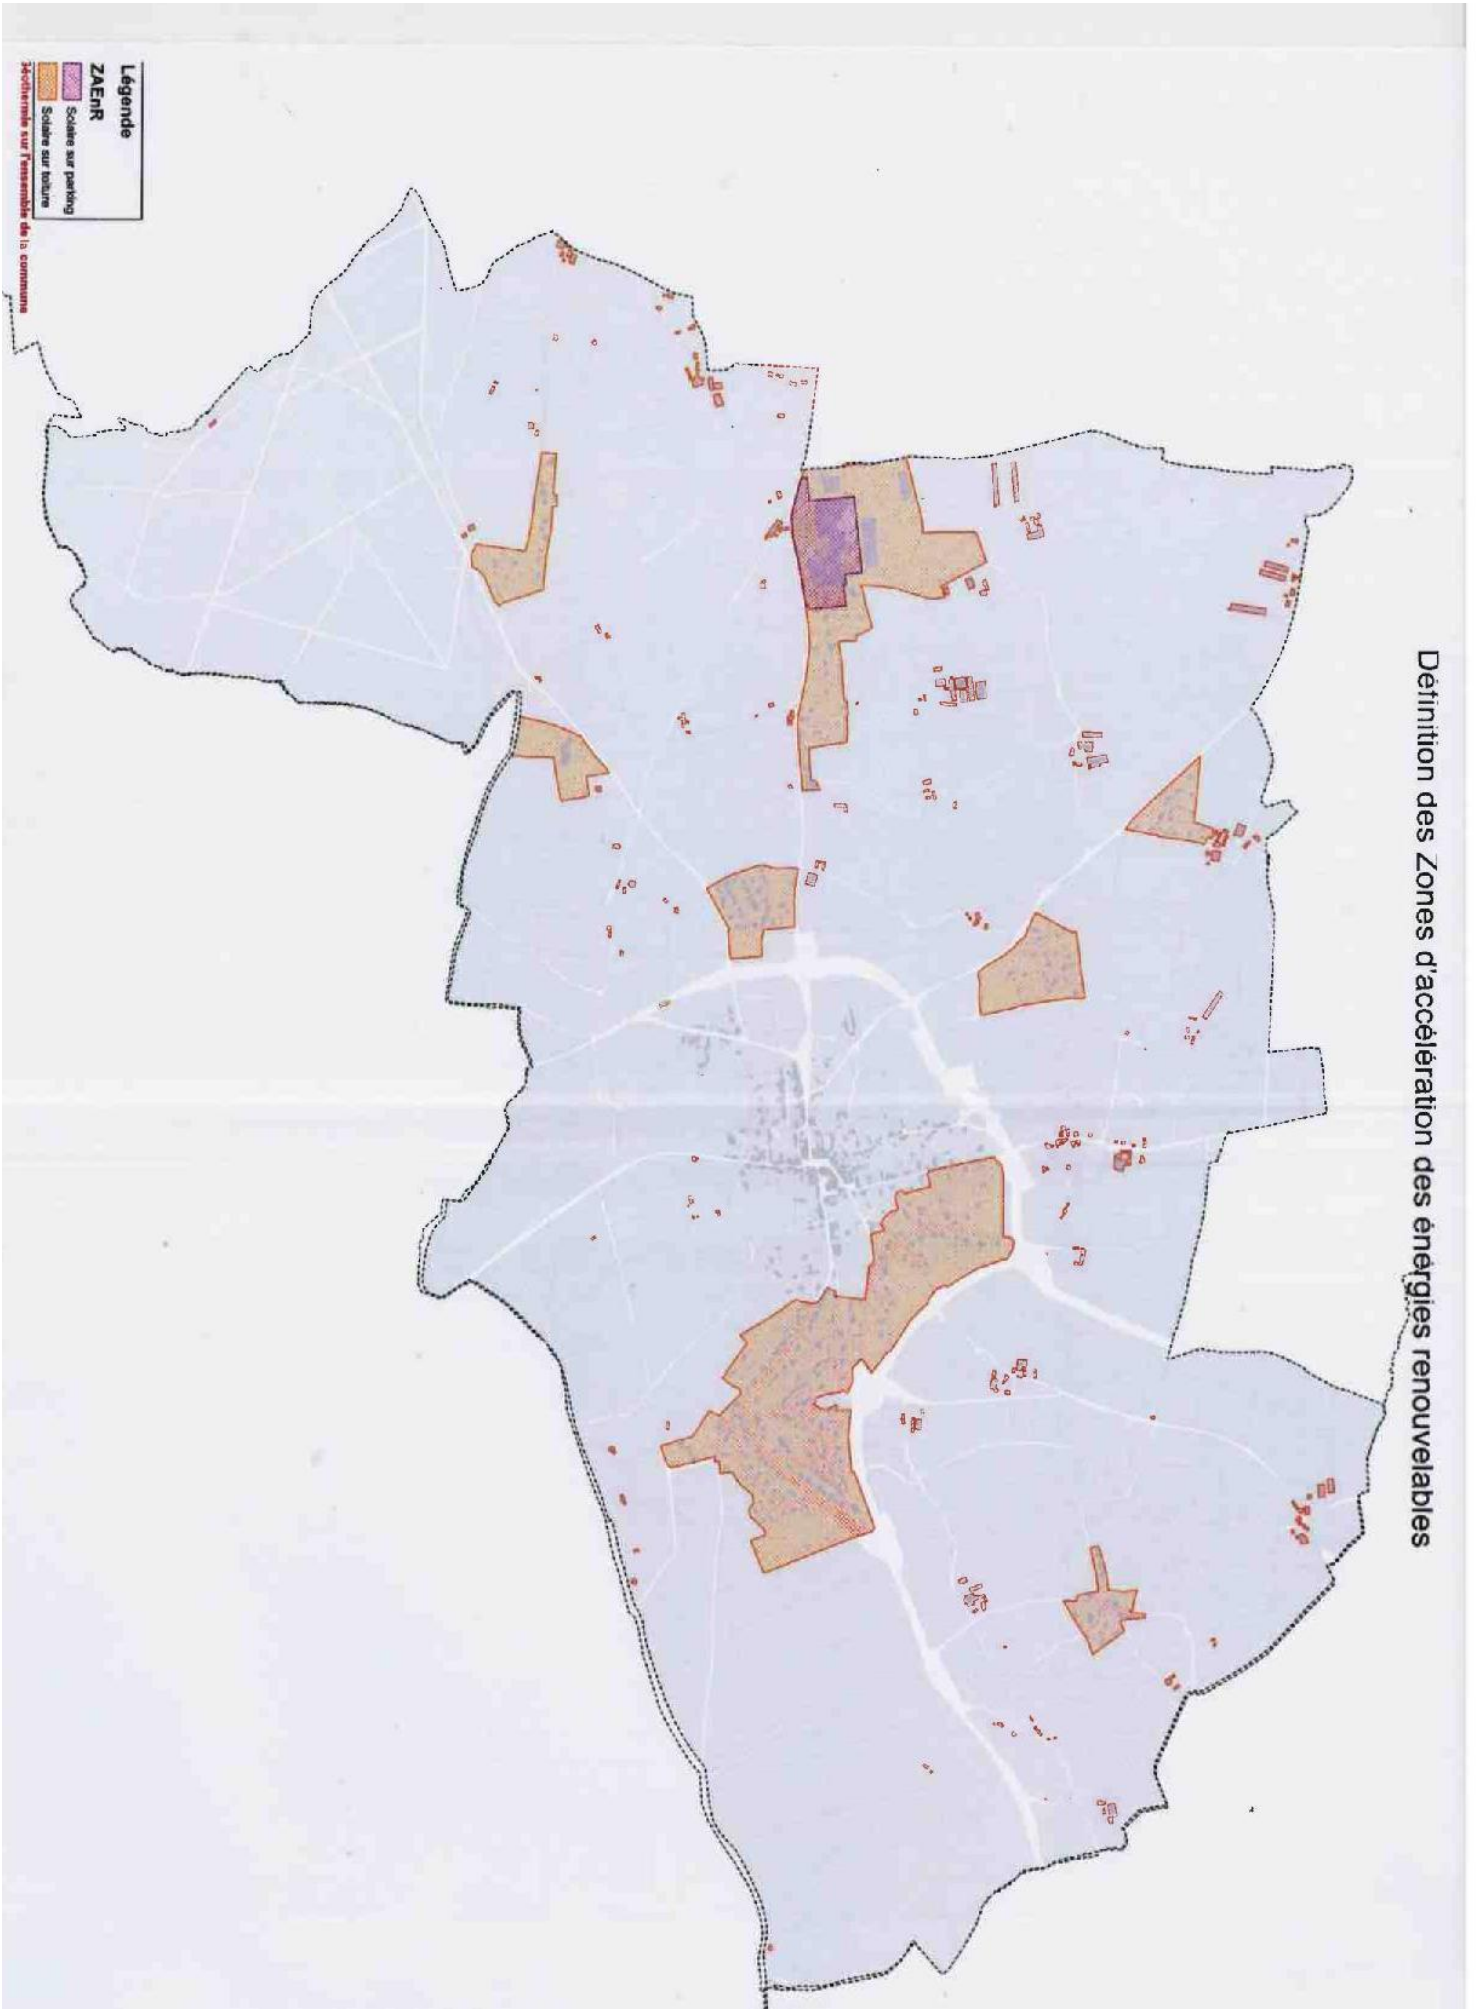 Définition des Zones d'accélération des énergies renouvelables
Légende
ZAEnR
Solaire sur parking
Solaire sur toiture
Géothermie sur l'ensemble de la commune